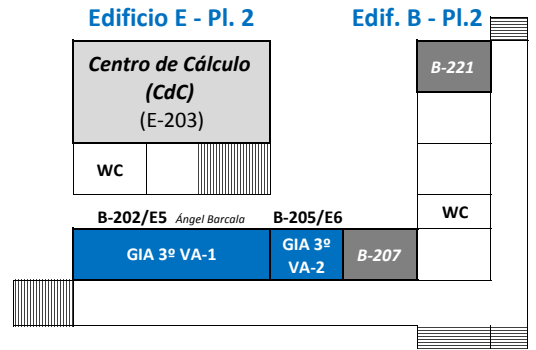 Edificio E - Pl. 2
Edif. B - Pl.2
Centro de Cálculo
(CdC)
(E-203)
B-221
WC
WC
B-202/E5 Ángel Barcala
B-205/E6
GIA 3º VA-1
GIA 3º
VA-2
B-207